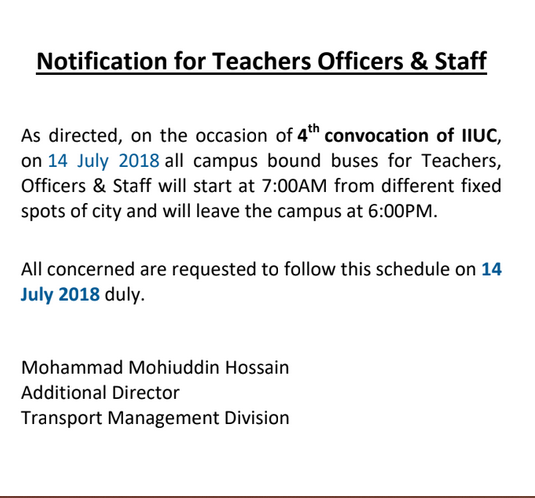 Notification for Teachers Officers & Staff
As directed, on the occasion of 4th convocation of IIUC,
on 14 July 2018 all campus bound buses for Teachers,
Officers & Staff will start at 7:00AM from different fixed
spots of city and will leave the campus at 6:00PM.
All concerned are requested to follow this schedule on 14
July 2018 duly.
Mohammad Mohiuddin Hossain
Additional Director
Transport Management Division